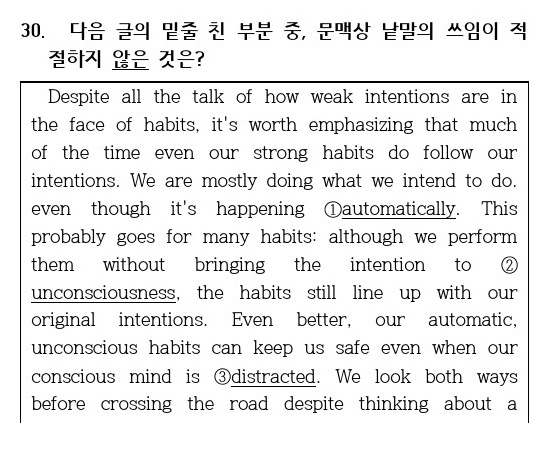 30. 다음 글의 밑줄 친 부분 중, 문맥상 낱말의 쓰임이 적
절하지 않은 것은?
Despite all the talk of how weak intentions are in
the face of habits, it's worth emphasizing that much
of the time even our strong habits do follow our
intentions. We are mostly doing what we intend to do.
even though it's happening ①automatically. This
probably goes for many habits: although we perform
them without bringing the intention to ②
unconsciousness, the habits still line up with our
original intentions. Even better, our automatic,
unconscious habits can keep us safe even when our
conscious mind is ③distracted. We look both ways
before crossing the road despite thinking about a